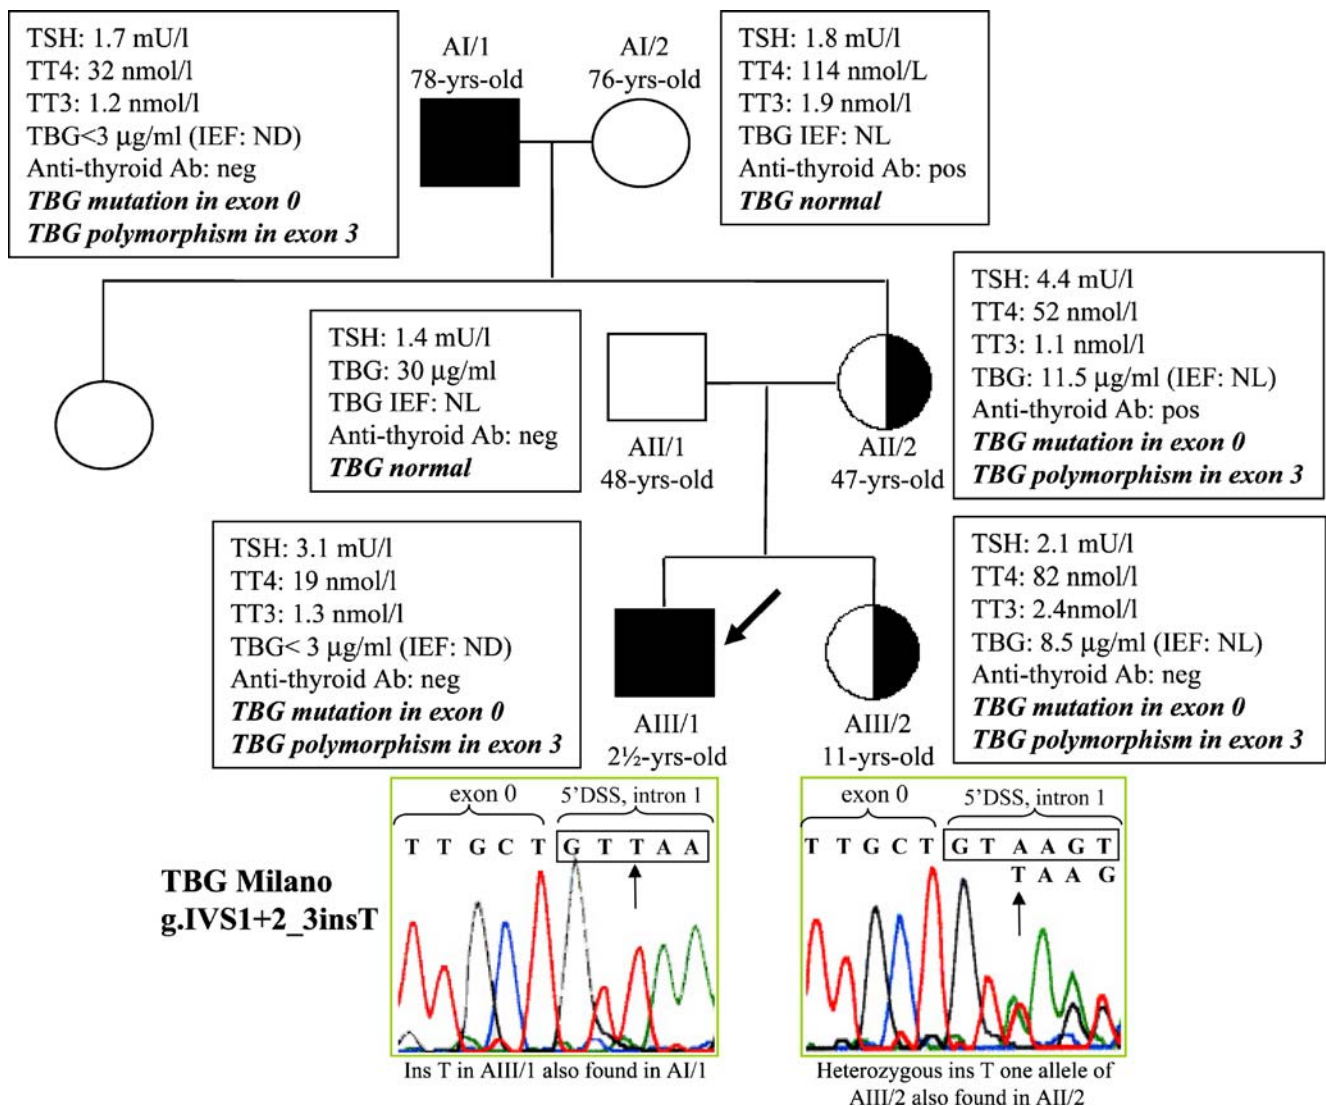 TSH: 1.7 mU/l
TT4: 32 nmol/l
TT3: 1.2 nmol/l
TBG<3 μg/ml (IEF: ND)
Anti-thyroid Ab: neg
TBG mutation in exon 0
TBG polymorphism in exon 3
AI/1
78-yrs-old
AI/2
76-yrs-old
TSH: 1.8 mU/l
TT4: 114 nmol/L
TT3: 1.9 nmol/l
TBG IEF: NL
Anti-thyroid Ab: pos
TBG normal
TSH: 1.4 mU/l
TBG: 30 μg/ml
TBG IEF: NL
Anti-thyroid Ab: neg
TBG normal
AII/1
48-yrs-old
AII/2
47-yrs-old
TSH: 4.4 mU/l
TT4: 52 nmol/l
TT3: 1.1 nmol/l
TBG: 11.5 μg/ml (IEF: NL)
Anti-thyroid Ab: pos
TBG mutation in exon 0
TBG polymorphism in exon 3
TSH: 3.1 mU/l
TT4: 19 nmol/l
TT3: 1.3 nmol/l
TBG< 3 μg/ml (IEF: ND)
Anti-thyroid Ab: neg
TBG mutation in exon 0
TBG polymorphism in exon 3
AIII/1
2½-yrs-old
AIII/2
11-yrs-old
TSH: 2.1 mU/l
TT4: 82 nmol/l
TT3: 2.4nmol/l
TBG: 8.5 μg/ml (IEF: NL)
Anti-thyroid Ab: neg
TBG mutation in exon 0
TBG polymorphism in exon 3
TBG Milano
g.IVS1+2_3insT
exon 0
5'DSS, intron 1
T T G C T G T T A A
Ins T in AIII/1 also found in AI/1
exon 0
5'DSS, intron 1
T T G C T G T A A G T
T A A G
Heterozygous ins T one allele of
AIII/2 also found in AII/2